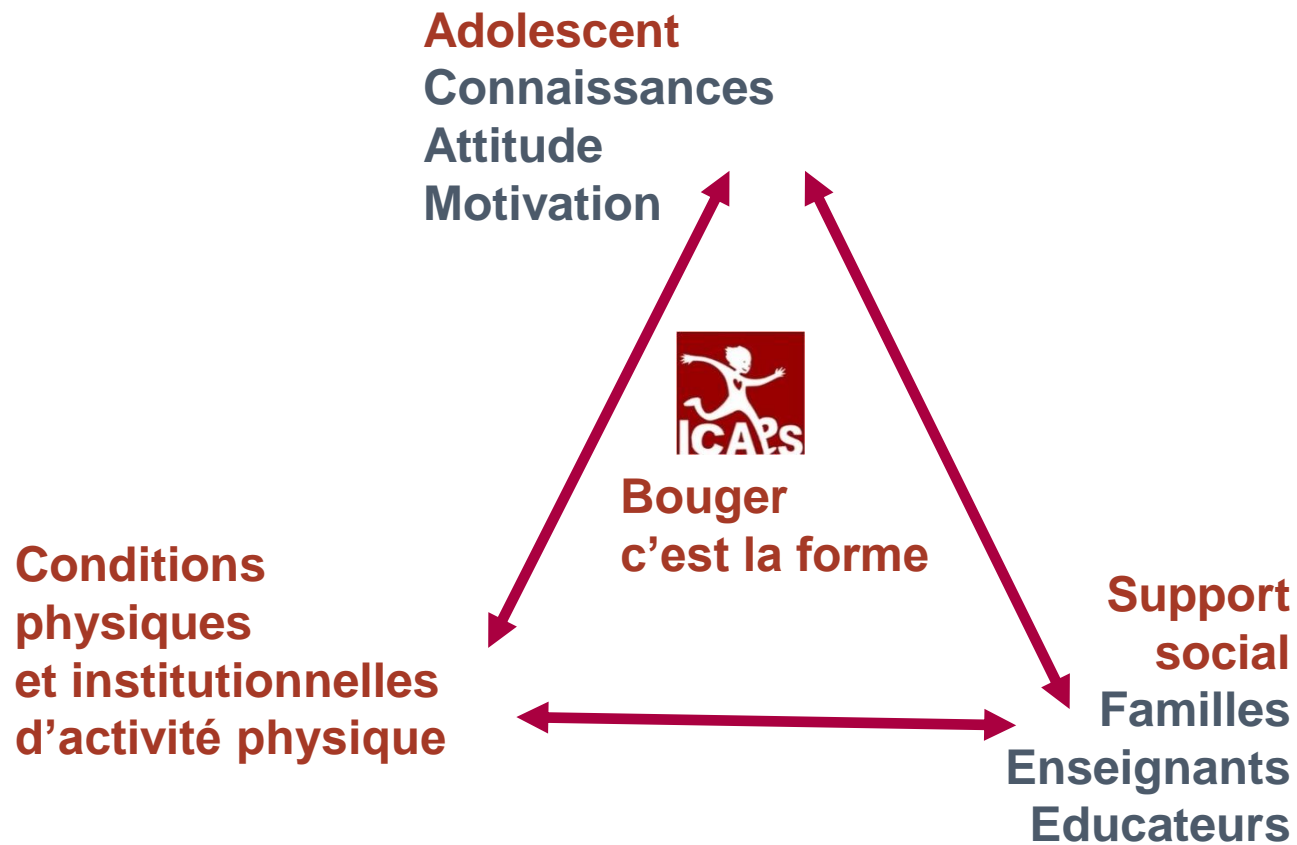 Adolescent
Connaissances
Attitude
Motivation
ICAPS
Bouger
c’est la forme
Conditions
physiques
et institutionnelles
d’activité physique
Support
social
Familles
Enseignants
Educateurs